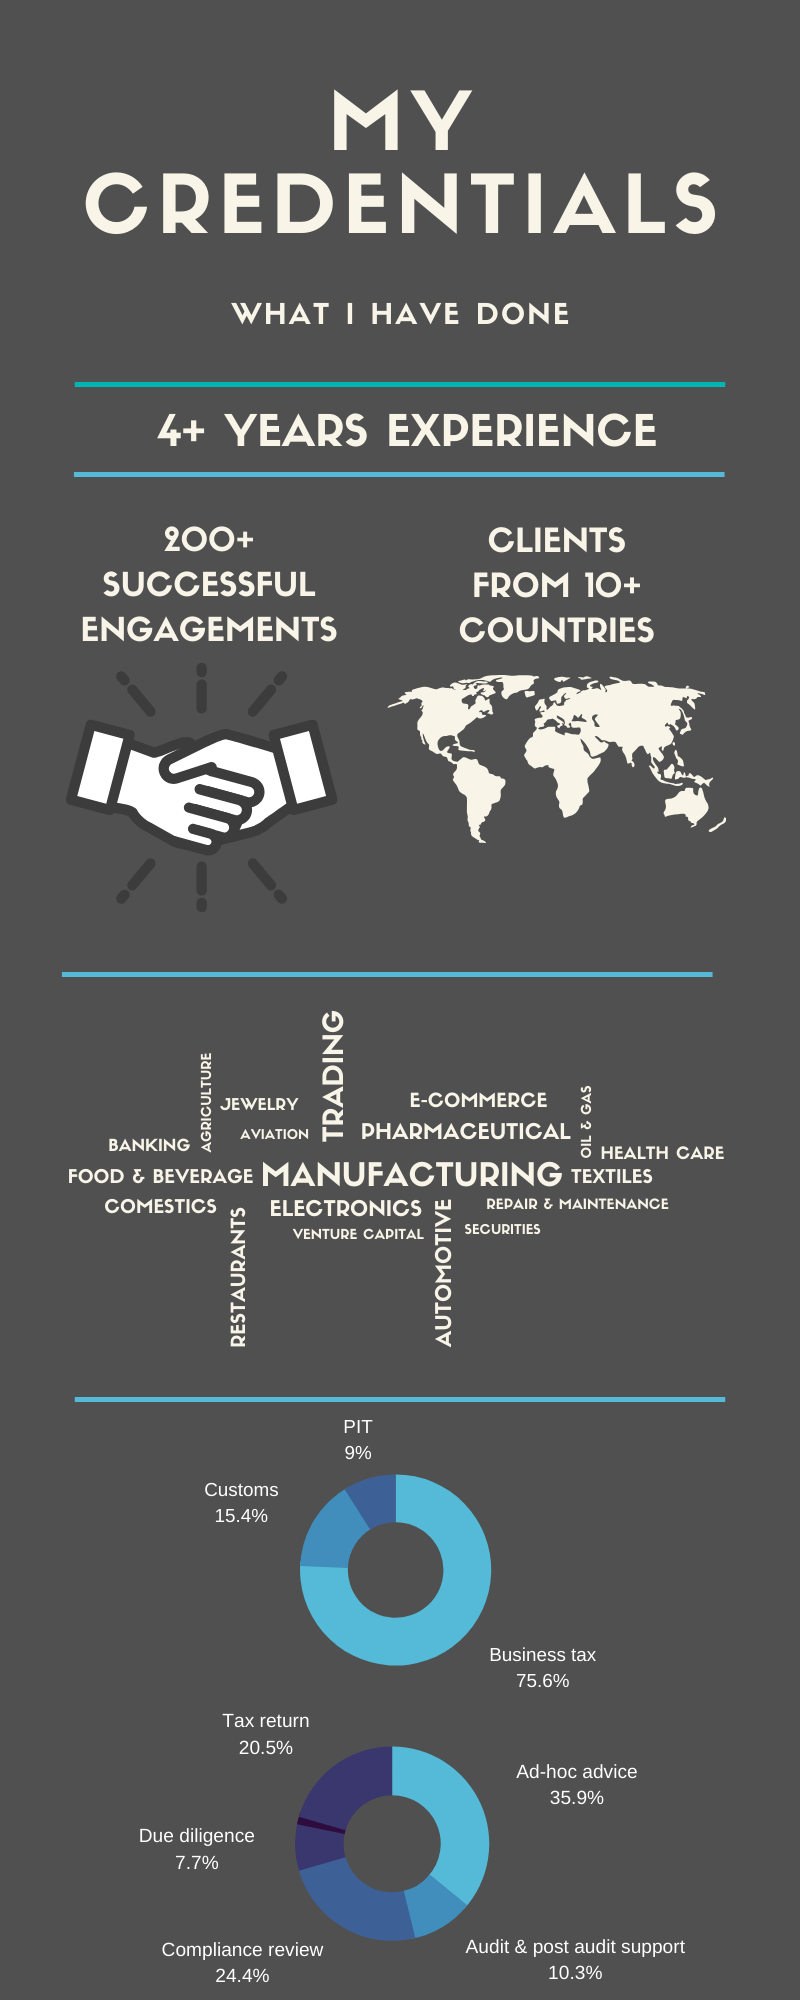 MY
CREDENTIALS
WHAT I HAVE DONE
4+ YEARS EXPERIENCE
200+
SUCCESSFUL
ENGAGEMENTS
CLIENTS
FROM 10+
COUNTRIES
TRADING
AGRICULTURE
JEWELRY
E-COMMERCE
OIL & GAS
AVIATION
PHARMACEUTICAL
BANKING
HEALTH CARE
FOOD & BEVERAGE
MANUFACTURING
TEXTILES
COMESTICS
ELECTRONICS
REPAIR & MAINTENANCE
RESTAURANTS
VENTURE CAPITAL
AUTOMOTIVE
SECURITIES
PIT
9%
Customs
15.4%
Business tax
75.6%
Tax return
20.5%
Ad-hoc advice
35.9%
Due diligence
7.7%
Compliance review
24.4%
Audit & post audit support
10.3%